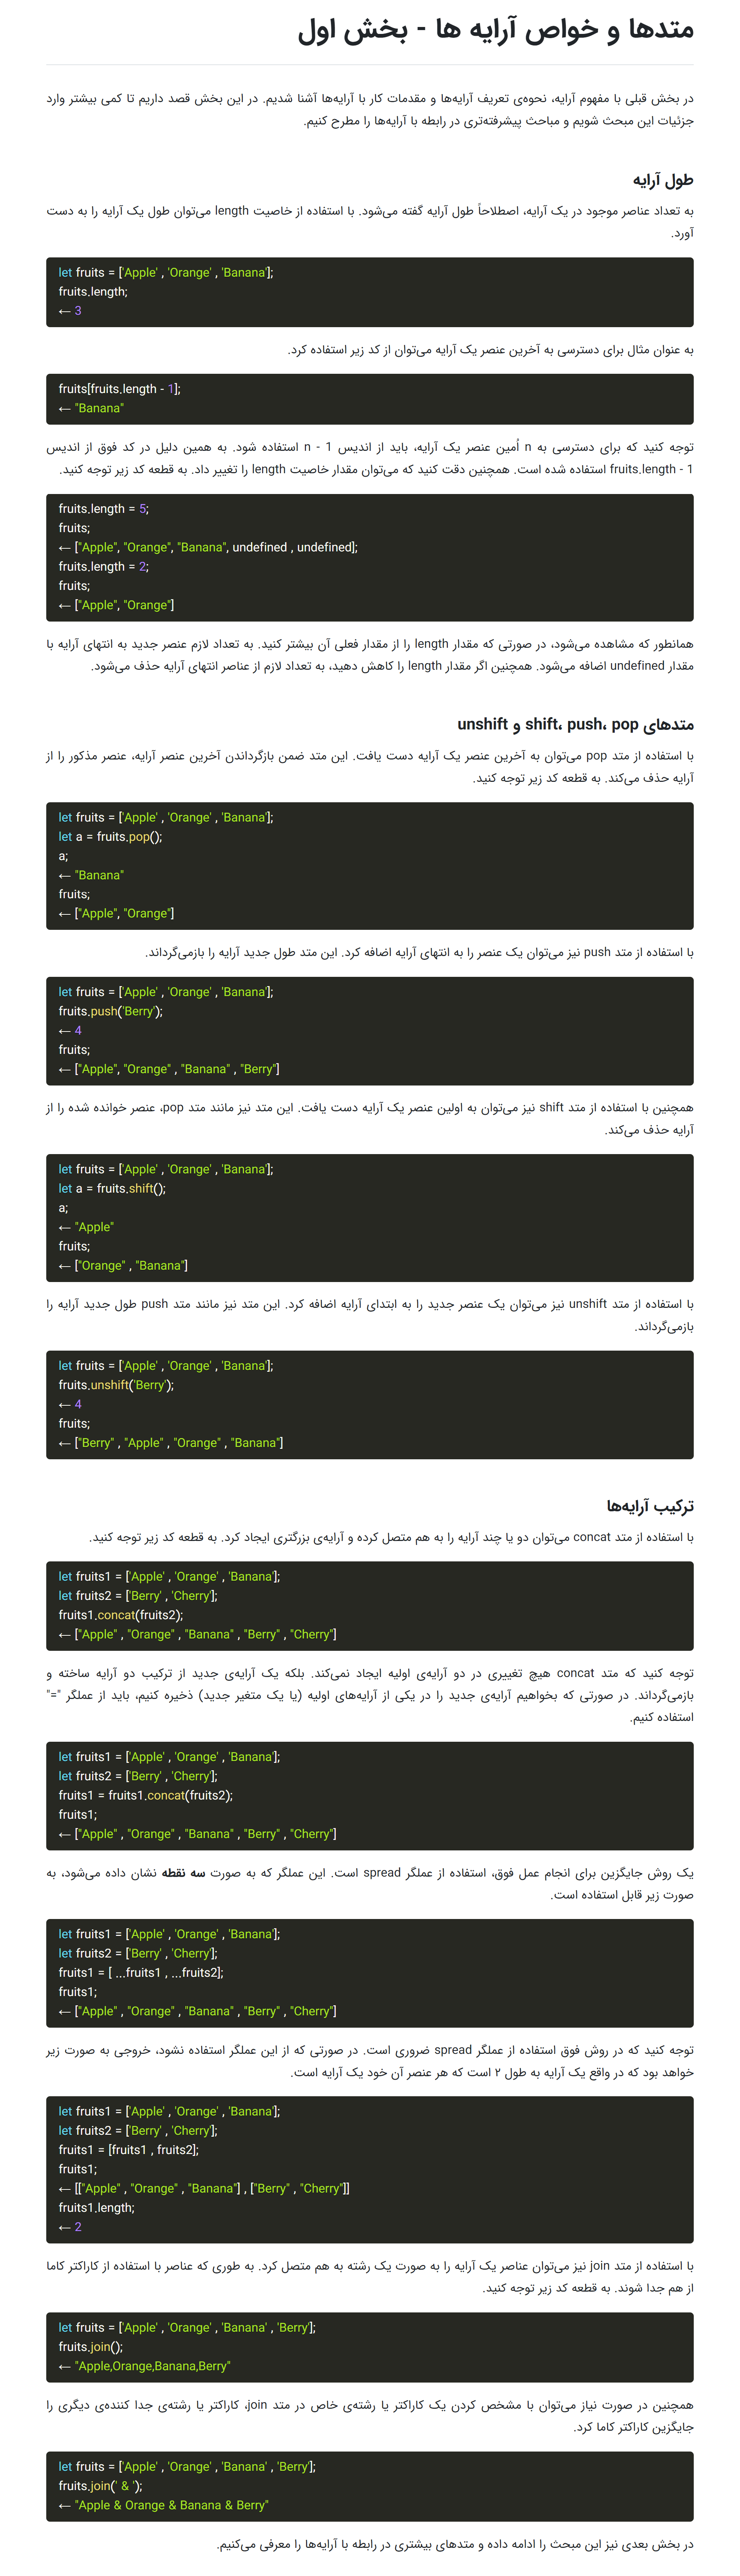 متدها و خواص آرایه ها - بخش اول
در بخش قبلی با مفهوم آرایه، نحوه‌ی تعریف آرایه‌ها و مقدمات کار با آرایه‌ها آشنا شدیم. در این بخش قصد داریم تا کمی بیشتر وارد
جزئیات این مبحث شویم و مباحث پیشرفته‌تری در رابطه با آرایه‌ها را مطرح کنیم.
طول آرایه
به تعداد عناصر موجود در یک آرایه، اصطلاحاً طول آرایه گفته می‌شود. با استفاده از خاصیت length می‌توان طول یک آرایه را به دست
آورد.
let fruits = ['Apple' , 'Orange' , 'Banana'];
fruits.length;
← 3
به عنوان مثال برای دسترسی به آخرین عنصر یک آرایه می‌توان از کد زیر استفاده کرد.
fruits[fruits.length - 1];
← "Banana"
توجه کنید که برای دسترسی به n اُمین عنصر یک آرایه، باید از اندیس n - 1 استفاده شود. به همین دلیل در کد فوق از اندیس
fruits.length - 1 استفاده شده است. همچنین دقت کنید که می‌توان مقدار خاصیت length را تغییر داد. به قطعه کد زیر توجه کنید.
fruits.length = 5;
fruits;
← ["Apple", "Orange", "Banana", undefined , undefined];
fruits.length = 2;
fruits;
← ["Apple", "Orange"]
همانطور که مشاهده می‌شود، در صورتی که مقدار length را از مقدار فعلی آن بیشتر کنید. به تعداد لازم عنصر جدید به انتهای آرایه با
مقدار undefined اضافه می‌شود. همچنین اگر مقدار length را کاهش دهید، به تعداد لازم از عناصر انتهای آرایه حذف می‌شود.
متدهای shift، push، pop و unshift
با استفاده از متد pop می‌توان به آخرین عنصر یک آرایه دست یافت. این متد ضمن بازگرداندن آخرین عنصر آرایه، عنصر مذکور را از
آرایه حذف می‌کند. به قطعه کد زیر توجه کنید.
let fruits = ['Apple' , 'Orange' , 'Banana'];
let a = fruits.pop();
a;
← "Banana"
fruits;
← ["Apple", "Orange"]
با استفاده از متد push نیز می‌توان یک عنصر را به انتهای آرایه اضافه کرد. این متد طول جدید آرایه را بازمی‌گرداند.
let fruits = ['Apple' , 'Orange' , 'Banana'];
fruits.push('Berry');
← 4
fruits;
← ["Apple", "Orange" , "Banana" , "Berry"]
همچنین با استفاده از متد shift نیز می‌توان به اولین عنصر یک آرایه دست یافت. این متد نیز مانند متد pop، عنصر خوانده شده را از
آرایه حذف می‌کند.
let fruits = ['Apple' , 'Orange' , 'Banana'];
let a = fruits.shift();
a;
← "Apple"
fruits;
← ["Orange" , "Banana"]
با استفاده از متد unshift نیز می‌توان یک عنصر جدید را به ابتدای آرایه اضافه کرد. این متد نیز مانند متد push طول جدید آرایه را
بازمی‌گرداند.
let fruits = ['Apple' , 'Orange' , 'Banana'];
fruits.unshift('Berry');
← 4
fruits;
← ["Berry" , "Apple" , "Orange" , "Banana"]
ترکیب آرایه‌ها
با استفاده از متد concat می‌توان دو یا چند آرایه را به هم متصل کرده و آرایه‌ی بزرگتری ایجاد کرد. به قطعه کد زیر توجه کنید.
let fruits1 = ['Apple' , 'Orange' , 'Banana'];
let fruits2 = ['Berry' , 'Cherry'];
fruits1.concat(fruits2);
← ["Apple" , "Orange" , "Banana" , "Berry" , "Cherry"]
توجه کنید که متد concat هیچ تغییری در دو آرایه‌ی اولیه ایجاد نمی‌کند. بلکه یک آرایه‌ی جدید از ترکیب دو آرایه ساخته و
بازمی‌گرداند. در صورتی که بخواهیم آرایه‌ی جدید را در یکی از آرایه‌های اولیه (یا یک متغیر جدید) ذخیره کنیم، باید از عملگر "="
استفاده کنیم.
let fruits1 = ['Apple' , 'Orange' , 'Banana'];
let fruits2 = ['Berry' , 'Cherry'];
fruits1 = fruits1.concat(fruits2);
fruits1;
← ["Apple" , "Orange" , "Banana" , "Berry" , "Cherry"]
یک روش جایگزین برای انجام عمل فوق، استفاده از عملگر spread است. این عملگر که به صورت سه نقطه نشان داده می‌شود، به
صورت زیر قابل استفاده است.
let fruits1 = ['Apple' , 'Orange' , 'Banana'];
let fruits2 = ['Berry' , 'Cherry'];
fruits1 = [ ...fruits1 , ...fruits2];
fruits1;
← ["Apple" , "Orange" , "Banana" , "Berry" , "Cherry"]
توجه کنید که در روش فوق استفاده از عملگر spread ضروری است. در صورتی که از این عملگر استفاده نشود، خروجی به صورت زیر
خواهد بود که در واقع یک آرایه به طول ۲ است که هر عنصر آن خود یک آرایه است.
let fruits1 = ['Apple' , 'Orange' , 'Banana'];
let fruits2 = ['Berry' , 'Cherry'];
fruits1 = [fruits1 , fruits2];
fruits1;
← [["Apple" , "Orange" , "Banana"] , ["Berry" , "Cherry"]]
fruits1.length;
← 2
با استفاده از متد join نیز می‌توان عناصر یک آرایه را به صورت یک رشته به هم متصل کرد. به طوری که عناصر با استفاده از کاراکتر کاما
از هم جدا شوند. به قطعه کد زیر توجه کنید.
let fruits = ['Apple' , 'Orange' , 'Banana' , 'Berry'];
fruits.join();
← "Apple,Orange,Banana,Berry"
همچنین در صورت نیاز می‌توان با مشخص کردن یک کاراکتر یا رشته‌ی خاص در متد join، کاراکتر یا رشته‌ی جدا کننده‌ی دیگری را
جایگزین کاراکتر کاما کرد.
let fruits = ['Apple' , 'Orange' , 'Banana' , 'Berry'];
fruits.join(' & ');
← "Apple & Orange & Banana & Berry"
در بخش بعدی نیز این مبحث را ادامه داده و متدهای بیشتری در رابطه با آرایه‌ها را معرفی می‌کنیم.